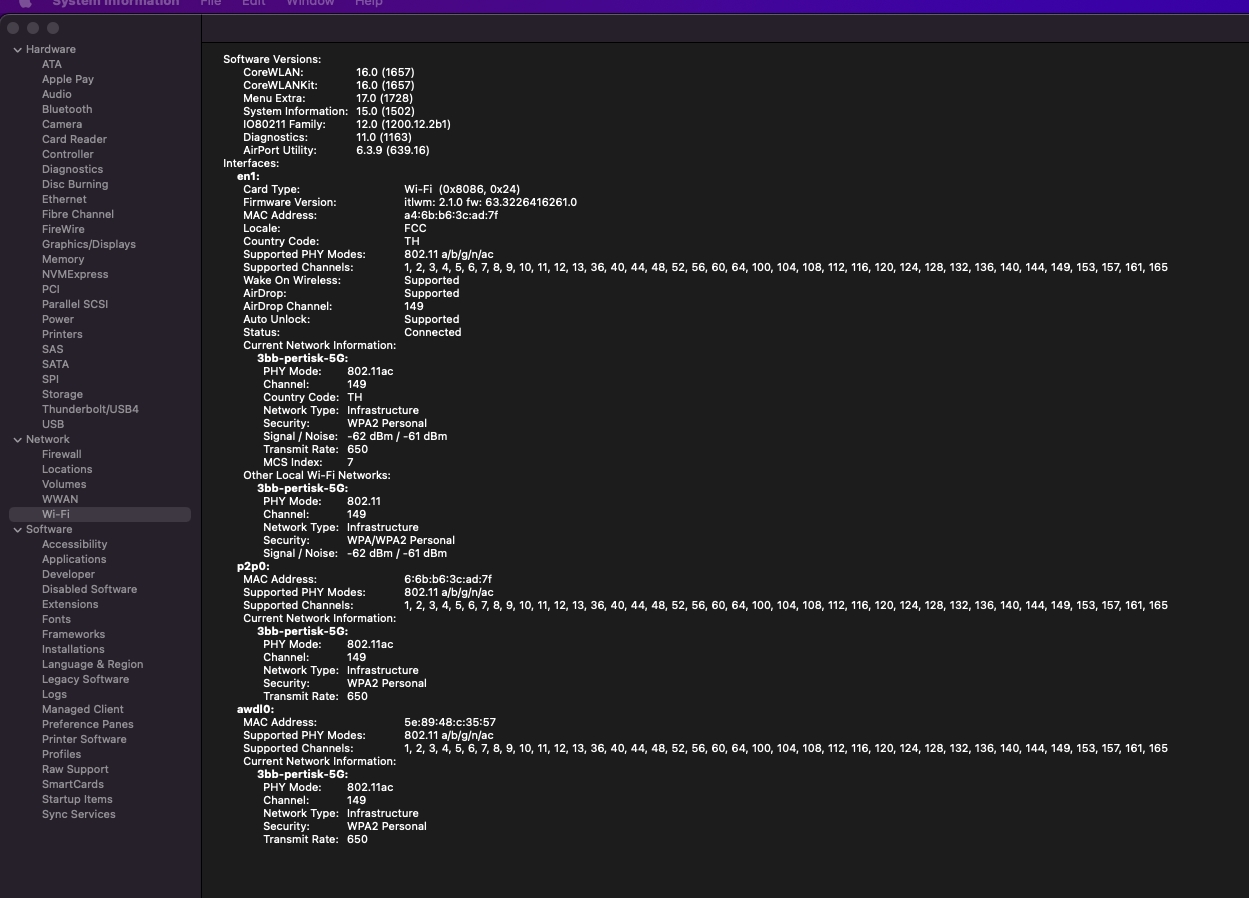 System Information File Edit Window Help
Hardware
ATA
Apple Pay
Audio
Bluetooth
Camera
Card Reader
Controller
Diagnostics
Disc Burning
Ethernet
Fibre Channel
FireWire
Graphics/Displays
Memory
NVMExpress
PCI
Parallel SCSI
Power
Printers
SAS
SATA
SPI
Storage
Thunderbolt/USB4
USB
Network
Firewall
Locations
Volumes
WWAN
Wi-Fi
Software
Accessibility
Applications
Developer
Disabled Software
Extensions
Fonts
Frameworks
Installations
Language & Region
Legacy Software
Logs
Managed Client
Preference Panes
Printer Software
Profiles
Raw Support
SmartCards
Startup Items
Sync Services
Software Versions:
CoreWLAN: 16.0 (1657)
CoreWLANKit: 16.0 (1657)
Menu Extra: 17.0 (1728)
System Information: 15.0 (1502)
IO80211 Family: 12.0 (1200.12.2b1)
Diagnostics: 11.0 (1163)
AirPort Utility: 6.3.9 (639.16)
Interfaces:
en1:
Card Type: Wi-Fi (0x8086, 0x24)
Firmware Version: itlwm: 2.1.0 fw: 63.3226416261.0
MAC Address: a4:6b:b6:3c:ad:7f
Locale: FCC
Country Code: TH
Supported PHY Modes: 802.11 a/b/g/n/ac
Supported Channels: 1, 2, 3, 4, 5, 6, 7, 8, 9, 10, 11, 12, 13, 36, 40, 44, 48, 52, 56, 60, 64, 100, 104, 108, 112, 116, 120, 124, 128, 132, 136, 140, 144, 149, 153, 157, 161, 165
Wake On Wireless: Supported
AirDrop: Supported
AirDrop Channel: 149
Auto Unlock: Supported
Status: Connected
Current Network Information:
3bb-pertisk-5G:
PHY Mode: 802.11ac
Channel: 149
Country Code: TH
Network Type: Infrastructure
Security: WPA2 Personal
Signal / Noise: -62 dBm / -61 dBm
Transmit Rate: 650
MCS Index: 7
Other Local Wi-Fi Networks:
3bb-pertisk-5G:
PHY Mode: 802.11
Channel: 149
Network Type: Infrastructure
Security: WPA/WPA2 Personal
Signal / Noise: -62 dBm / -61 dBm
p2p0:
MAC Address: 6:6b:b6:3c:ad:7f
Supported PHY Modes: 802.11 a/b/g/n/ac
Supported Channels: 1, 2, 3, 4, 5, 6, 7, 8, 9, 10, 11, 12, 13, 36, 40, 44, 48, 52, 56, 60, 64, 100, 104, 108, 112, 116, 120, 124, 128, 132, 136, 140, 144, 149, 153, 157, 161, 165
Current Network Information:
3bb-pertisk-5G:
PHY Mode: 802.11ac
Channel: 149
Network Type: Infrastructure
Security: WPA2 Personal
Transmit Rate: 650
awdl0:
MAC Address: 5e:89:48:c:35:57
Supported PHY Modes: 802.11 a/b/g/n/ac
Supported Channels: 1, 2, 3, 4, 5, 6, 7, 8, 9, 10, 11, 12, 13, 36, 40, 44, 48, 52, 56, 60, 64, 100, 104, 108, 112, 116, 120, 124, 128, 132, 136, 140, 144, 149, 153, 157, 161, 165
Current Network Information:
3bb-pertisk-5G:
PHY Mode: 802.11ac
Channel: 149
Network Type: Infrastructure
Security: WPA2 Personal
Transmit Rate: 650